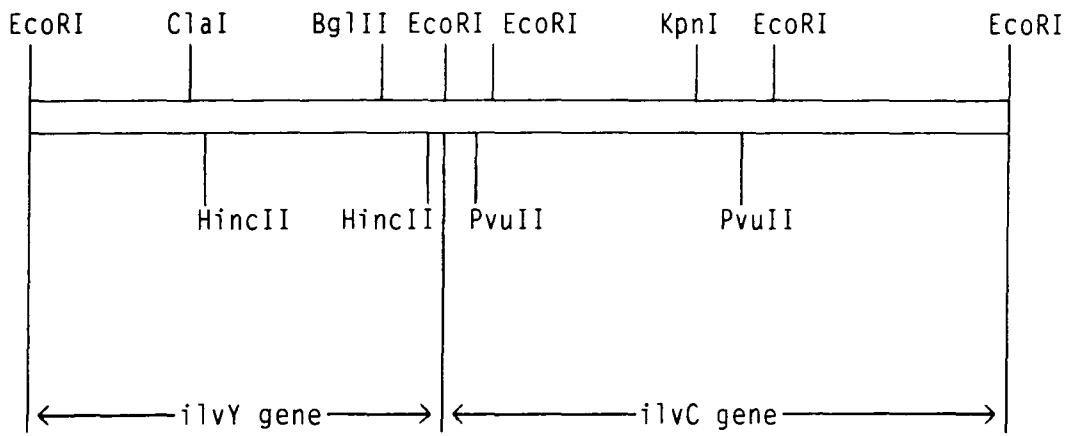 EcoRI ClaI BglII EcoRI EcoRI KpnI EcoRI EcoRI
HincII HincII PvuII PvuII
ilvY gene ilvC gene